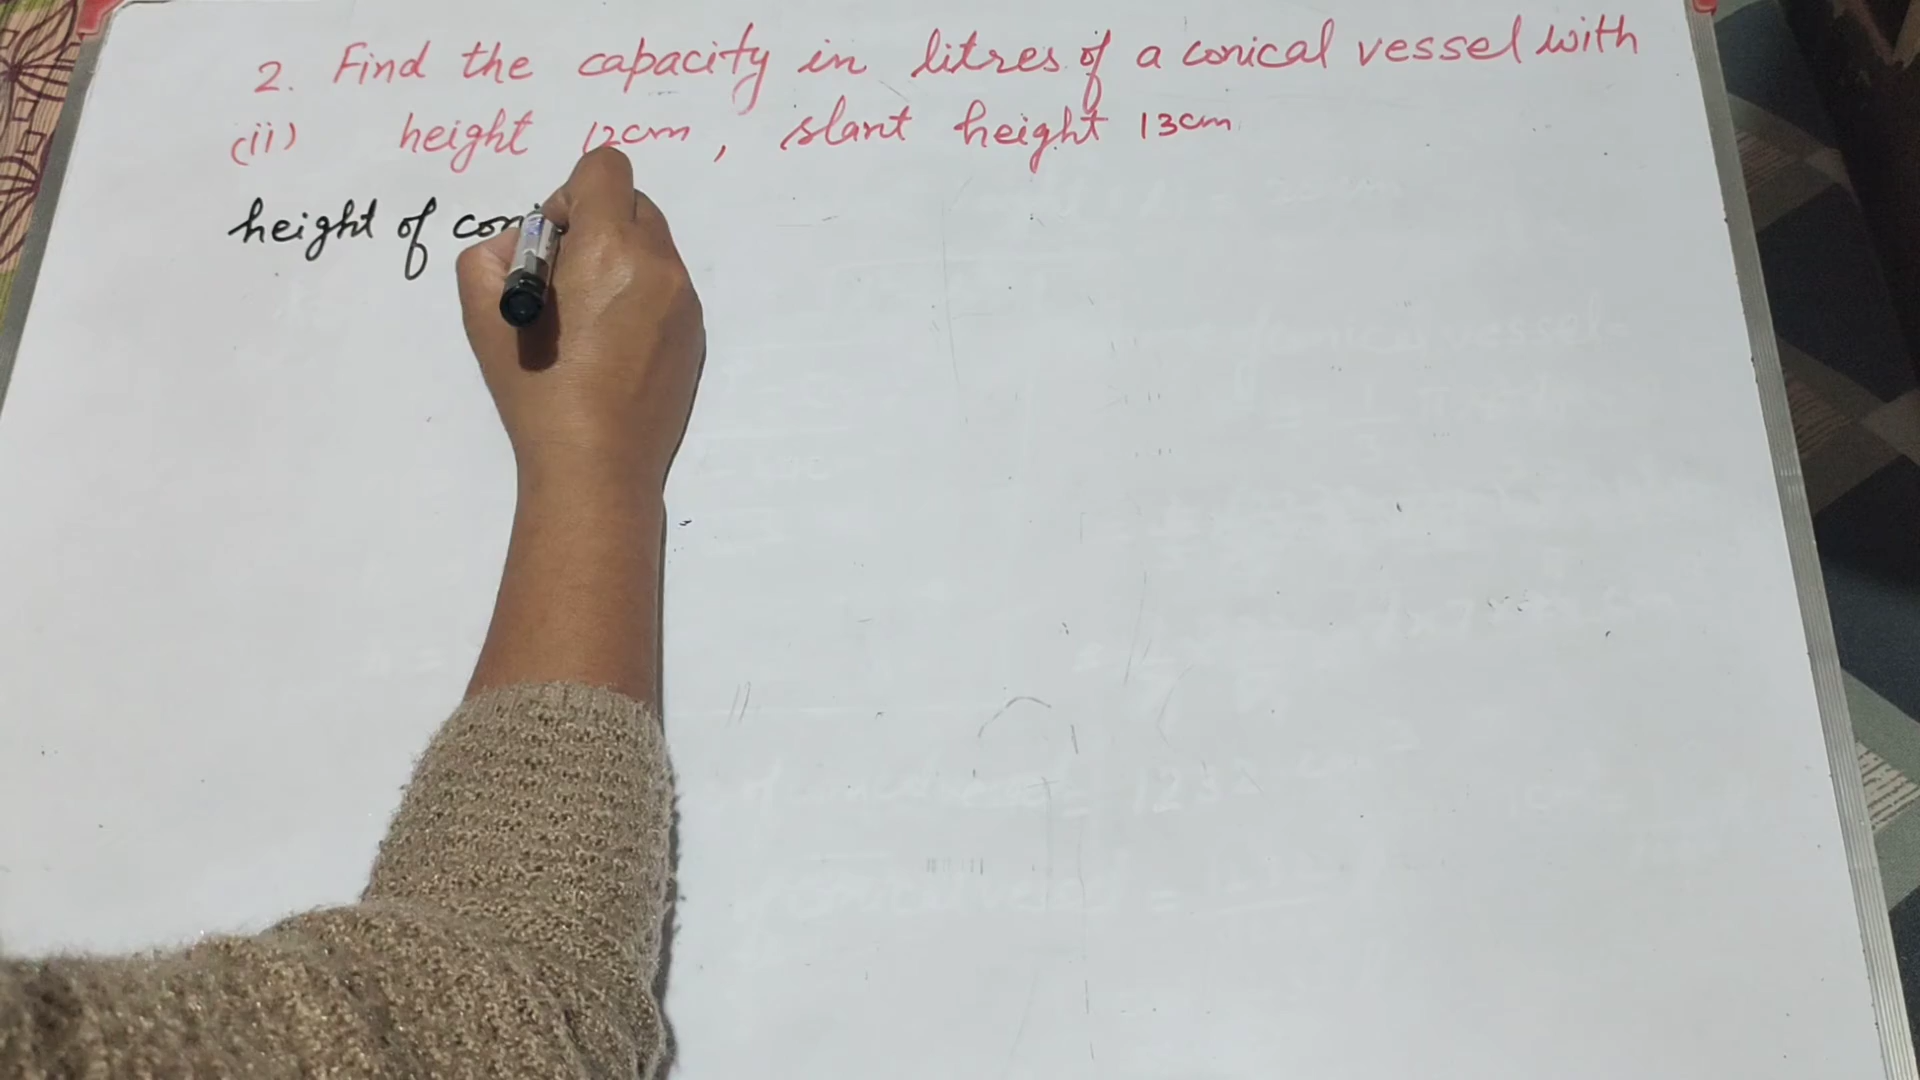 2. Find the capacity in litres of a conical vessel with
(ii) height 12cm, slant height 13cm
height of con